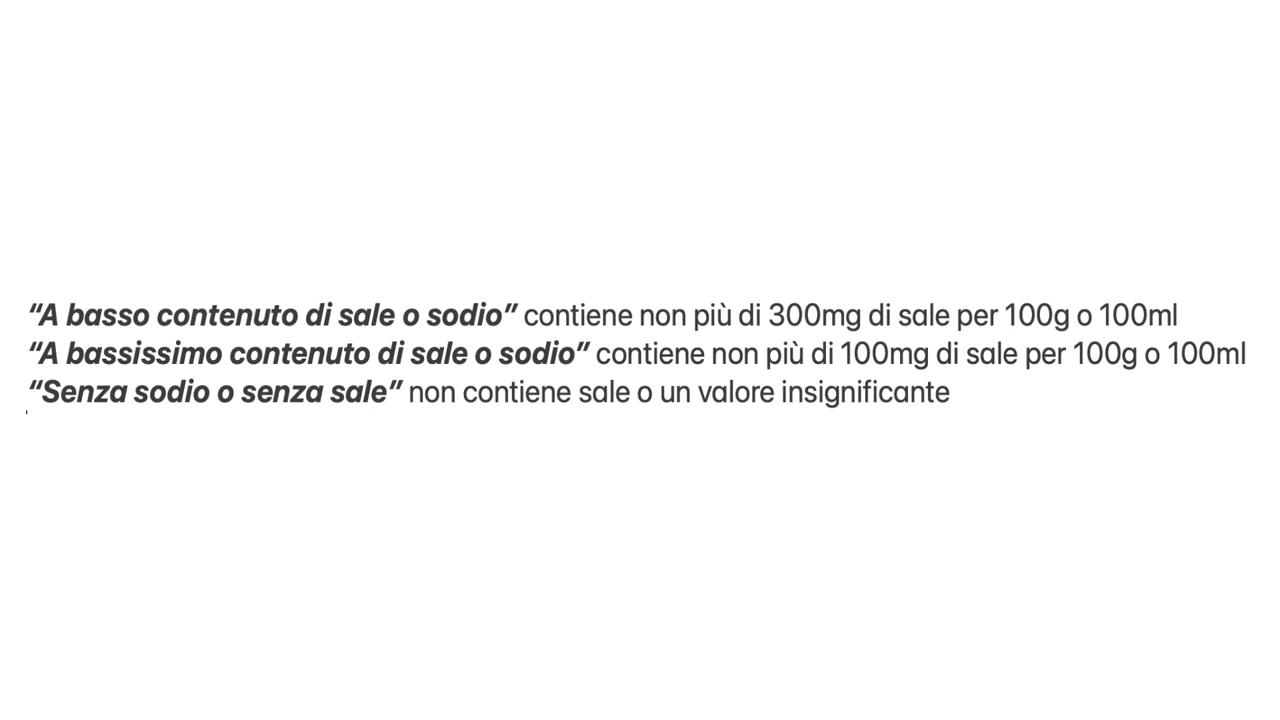 “A basso contenuto di sale o sodio” contiene non più di 300mg di sale per 100g o 100ml
“A bassissimo contenuto di sale o sodio” contiene non più di 100mg di sale per 100g o 100ml
“Senza sodio o senza sale” non contiene sale o un valore insignificante